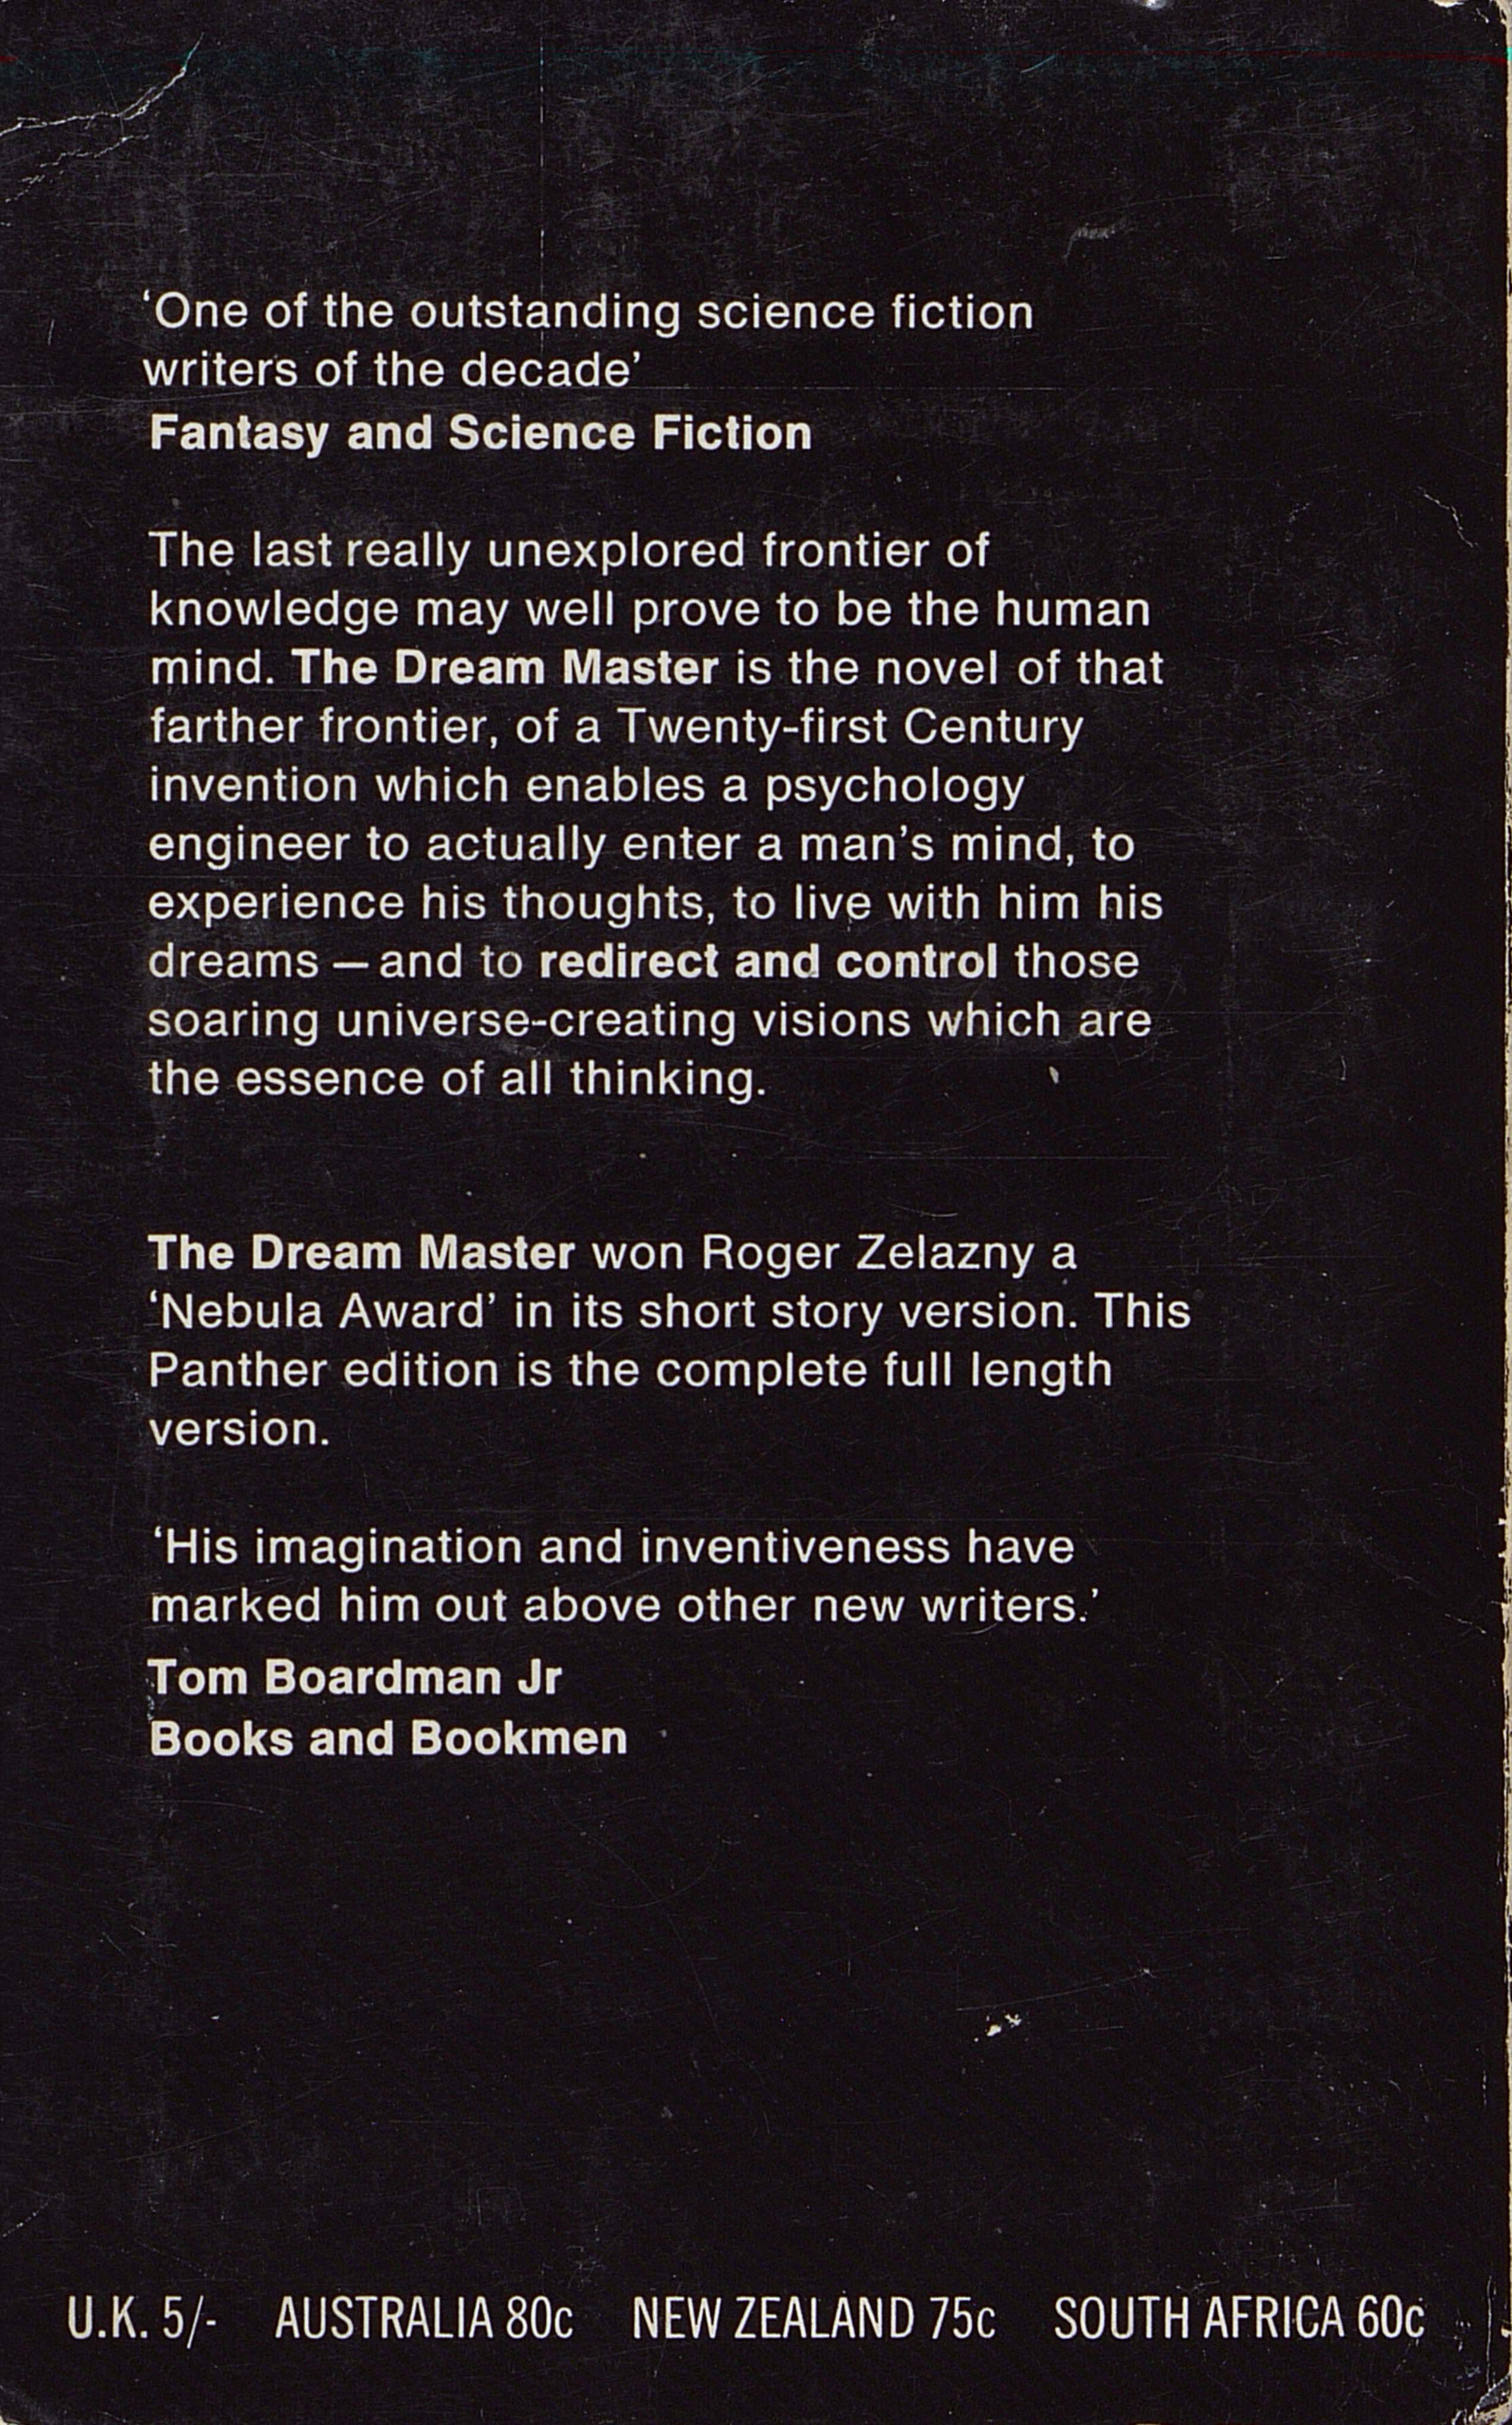 ‘One of the outstanding science fiction
writers of the decade’
Fantasy and Science Fiction
The last really unexplored frontier of
knowledge may well prove to be the human
mind. The Dream Master is the novel of that
farther frontier, of a Twenty-first Century
invention which enables a psychology
engineer to actually enter a man’s mind, to
experience his thoughts, to live with him his
dreams — and to redirect and control those
soaring universe-creating visions which are
the essence of all thinking.
The Dream Master won Roger Zelazny a
‘Nebula Award’ in its short story version. This
Panther edition is the complete full length
version.
‘His imagination and inventiveness have
marked him out above other new writers.’
Tom Boardman Jr
Books and Bookmen
U.K. 5/- AUSTRALIA 80c NEW ZEALAND 75c SOUTH AFRICA 60c